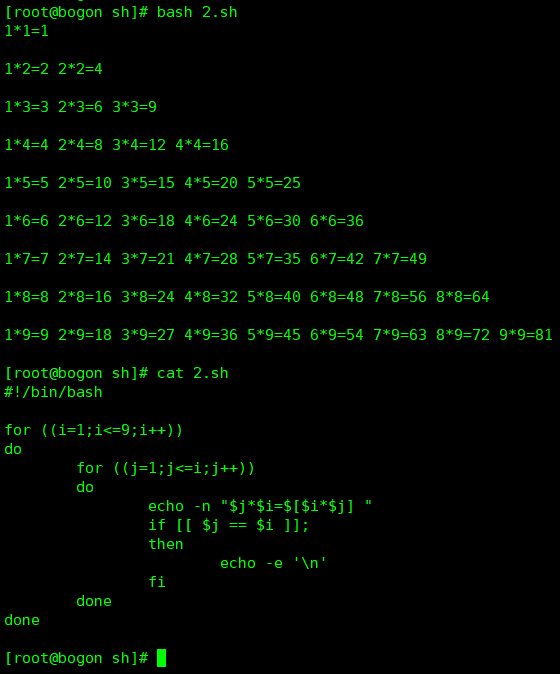 [root@bogon sh]# bash 2.sh
1*1=1
1*2=2 2*2=4
1*3=3 2*3=6 3*3=9
1*4=4 2*4=8 3*4=12 4*4=16
1*5=5 2*5=10 3*5=15 4*5=20 5*5=25
1*6=6 2*6=12 3*6=18 4*6=24 5*6=30 6*6=36
1*7=7 2*7=14 3*7=21 4*7=28 5*7=35 6*7=42 7*7=49
1*8=8 2*8=16 3*8=24 4*8=32 5*8=40 6*8=48 7*8=56 8*8=64
1*9=9 2*9=18 3*9=27 4*9=36 5*9=45 6*9=54 7*9=63 8*9=72 9*9=81
[root@bogon sh]# cat 2.sh
#!/bin/bash
for ((i=1;i<=9;i++))
do
        for ((j=1;j<=i;j++))
        do
                echo -n "$j*$i=$[$i*$j] "
                if [[ $j == $i ]];
                then
                        echo -e '\n'
                fi
        done
done
[root@bogon sh]#